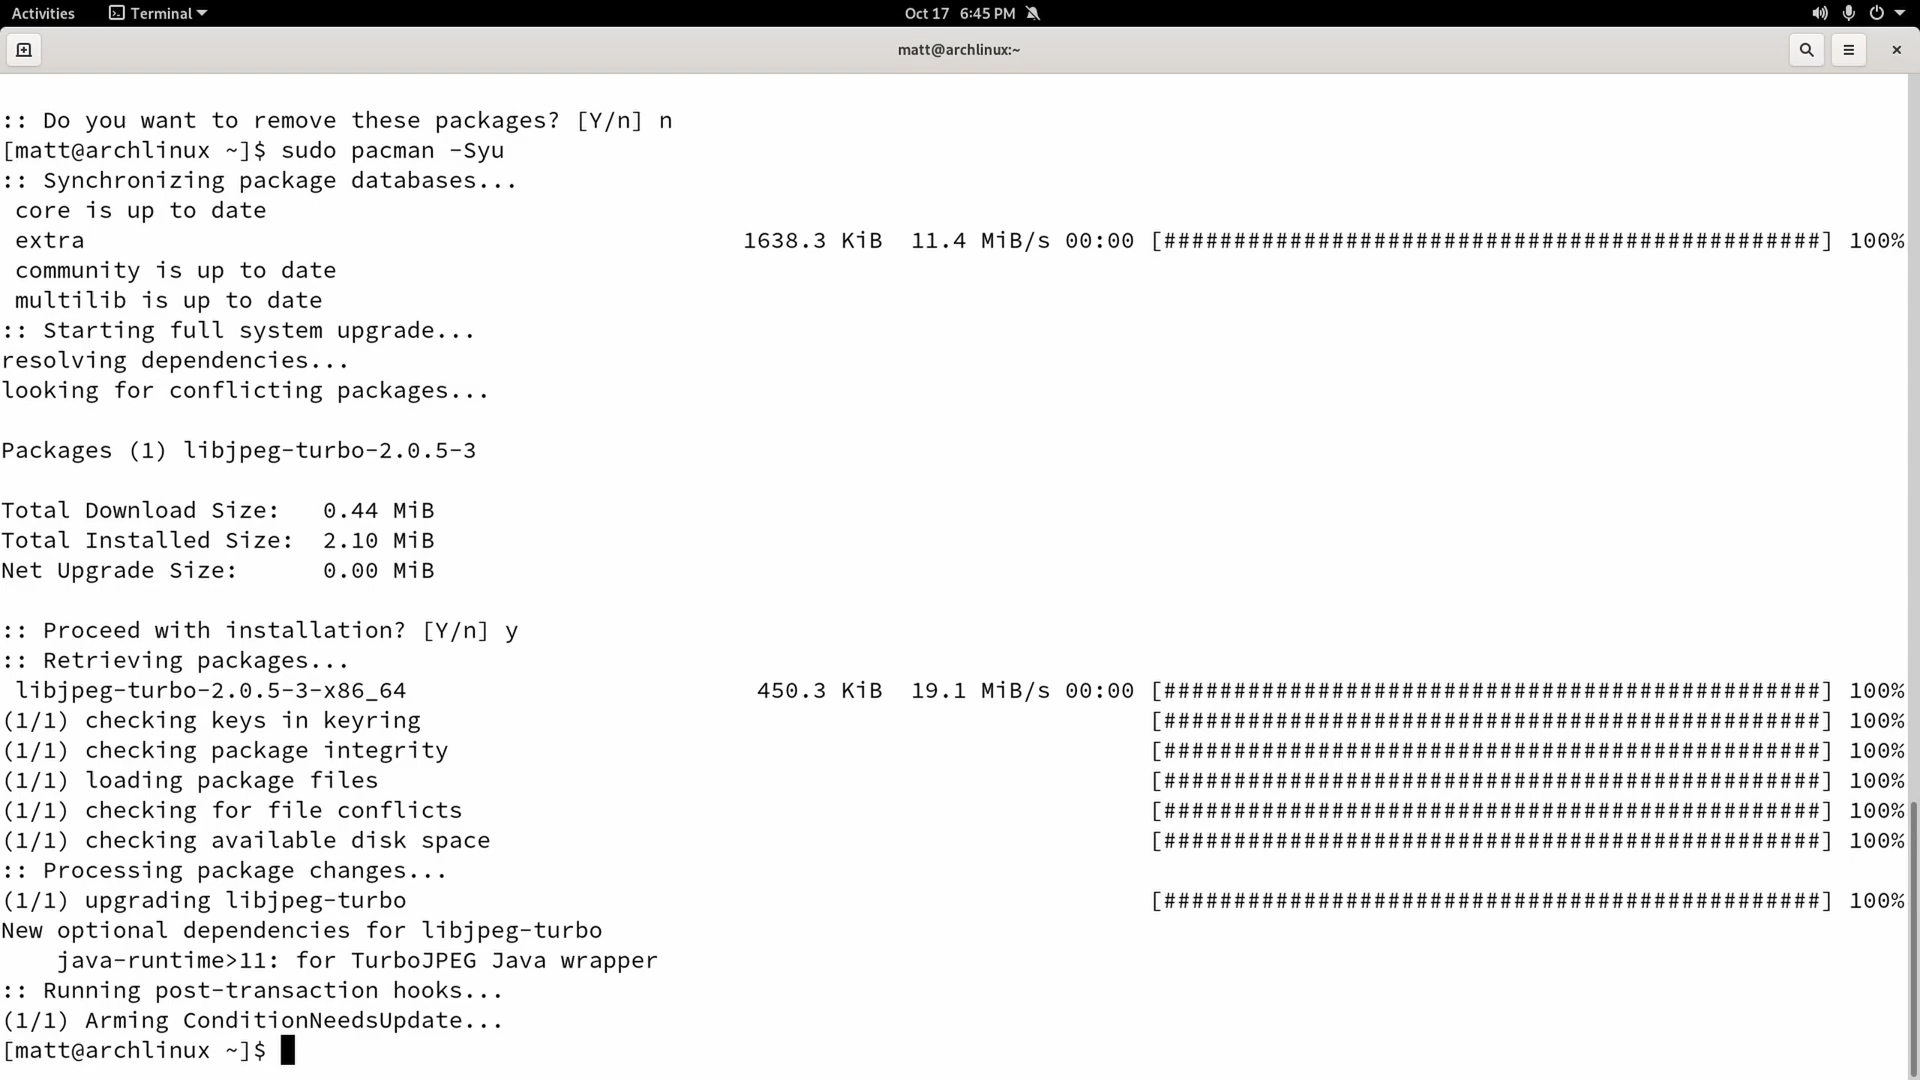 Activities Terminal Oct 17 6:45 PM
matt@archlinux:~
:: Do you want to remove these packages? [Y/n] n
[matt@archlinux ~]$ sudo pacman -Syu
:: Synchronizing package databases...
 core is up to date
 extra 1638.3 KiB 11.4 MiB/s 00:00 [###############################################] 100%
 community is up to date
 multilib is up to date
:: Starting full system upgrade...
resolving dependencies...
looking for conflicting packages...
Packages (1) libjpeg-turbo-2.0.5-3
Total Download Size: 0.44 MiB
Total Installed Size: 2.10 MiB
Net Upgrade Size: 0.00 MiB
:: Proceed with installation? [Y/n] y
:: Retrieving packages...
 libjpeg-turbo-2.0.5-3-x86_64 450.3 KiB 19.1 MiB/s 00:00 [###############################################] 100%
(1/1) checking keys in keyring [###############################################] 100%
(1/1) checking package integrity [###############################################] 100%
(1/1) loading package files [###############################################] 100%
(1/1) checking for file conflicts [###############################################] 100%
(1/1) checking available disk space [###############################################] 100%
:: Processing package changes...
(1/1) upgrading libjpeg-turbo [###############################################] 100%
New optional dependencies for libjpeg-turbo
    java-runtime>11: for TurboJPEG Java wrapper
:: Running post-transaction hooks...
(1/1) Arming ConditionNeedsUpdate...
[matt@archlinux ~]$